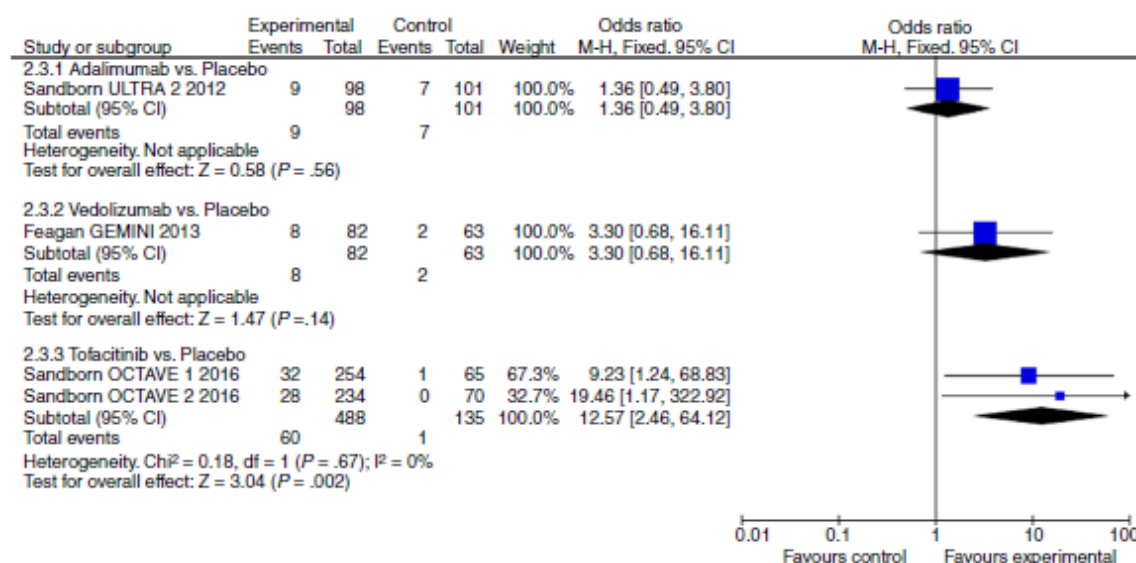 Experimental Control Odds ratio Odds ratio
Study or subgroup Events Total Events Total Weight M-H, Fixed. 95% CI M-H, Fixed. 95% CI
2.3.1 Adalimumab vs. Placebo
Sandborn ULTRA 2 2012 9 98 7 101 100.0% 1.36 [0.49, 3.80]
Subtotal (95% CI) 98 101 100.0% 1.36 [0.49, 3.80]
Total events 9 7
Heterogeneity. Not applicable
Test for overall effect: Z = 0.58 (P = .56)
2.3.2 Vedolizumab vs. Placebo
Feagan GEMINI 2013 8 82 2 63 100.0% 3.30 [0.68, 16.11]
Subtotal (95% CI) 82 63 100.0% 3.30 [0.68, 16.11]
Total events 8 2
Heterogeneity. Not applicable
Test for overall effect: Z = 1.47 (P =.14)
2.3.3 Tofacitinib vs. Placebo
Sandborn OCTAVE 1 2016 32 254 1 65 67.3% 9.23 [1.24, 68.83]
Sandborn OCTAVE 2 2016 28 234 0 70 32.7% 19.46 [1.17, 322.92]
Subtotal (95% CI) 488 135 100.0% 12.57 [2.46, 64.12]
Total events 60 1
Heterogeneity. Chi² = 0.18, df = 1 (P = .67); I² = 0%
Test for overall effect: Z = 3.04 (P = .002)
0.01 0.1 1 10 100
Favours control Favours experimental